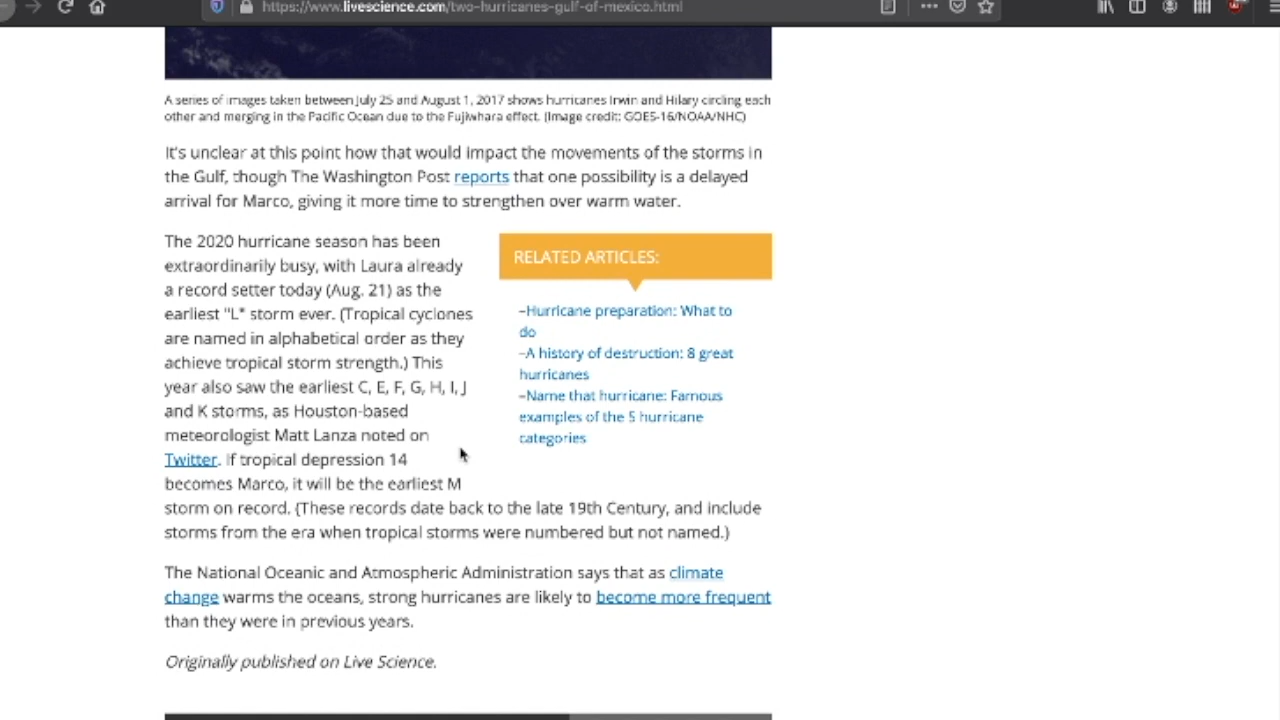 https://www.livescience.com/two-hurricanes-gulf-of-mexico.html
A series of images taken between July 25 and August 1, 2017 shows hurricanes Irwin and Hilary circling each
other and merging in the Pacific Ocean due to the Fujiwhara effect. (Image credit: GOES-16/NOAA/NHC)
It's unclear at this point how that would impact the movements of the storms in
the Gulf, though The Washington Post reports that one possibility is a delayed
arrival for Marco, giving it more time to strengthen over warm water.
The 2020 hurricane season has been
extraordinarily busy, with Laura already
a record setter today (Aug. 21) as the
earliest "L" storm ever. (Tropical cyclones
are named in alphabetical order as they
achieve tropical storm strength.) This
year also saw the earliest C, E, F, G, H, I, J
and K storms, as Houston-based
meteorologist Matt Lanza noted on
Twitter. If tropical depression 14
becomes Marco, it will be the earliest M
storm on record. (These records date back to the late 19th Century, and include
storms from the era when tropical storms were numbered but not named.)
RELATED ARTICLES:
–Hurricane preparation: What to
do
–A history of destruction: 8 great
hurricanes
–Name that hurricane: Famous
examples of the 5 hurricane
categories
The National Oceanic and Atmospheric Administration says that as climate
change warms the oceans, strong hurricanes are likely to become more frequent
than they were in previous years.
Originally published on Live Science.